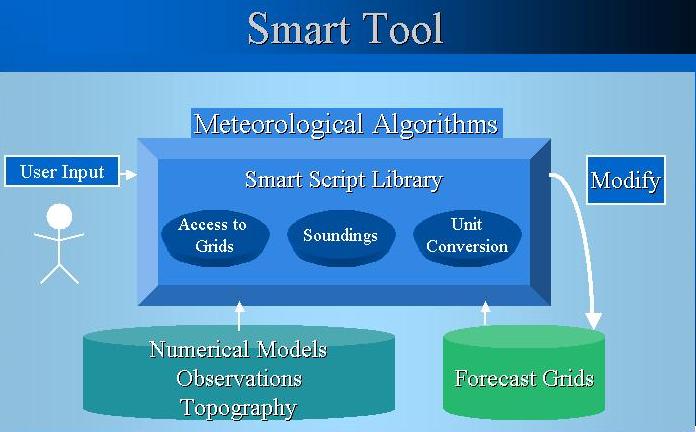 Smart Tool
Meteorological Algorithms
User Input
Smart Script Library
Modify
Access to
Grids
Soundings
Unit
Conversion
Numerical Models
Observations
Topography
Forecast Grids